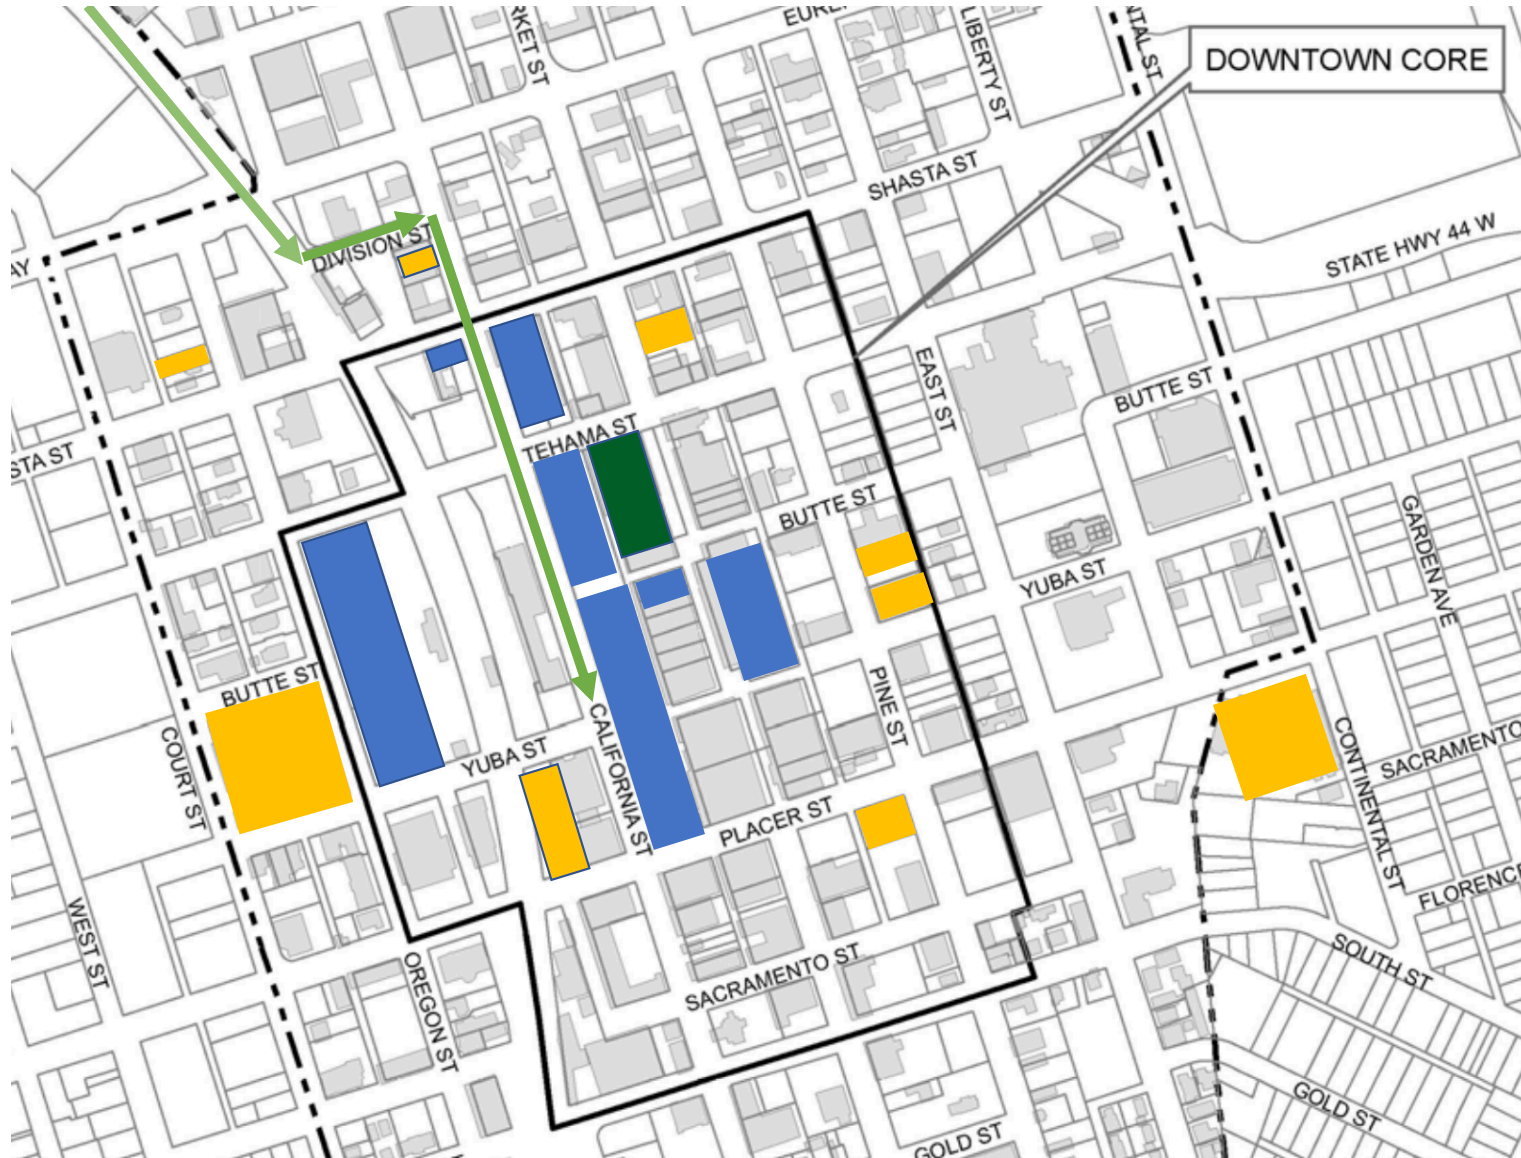 DOWNTOWN CORE
LIBERTY ST
SHASTA ST
STATE HWY 44 W
DIVISION ST
EAST ST
BUTTE ST
TEHAMA ST
BUTTE ST
GARDEN AVE
YUBA ST
BUTTE ST
COURT ST
PINE ST
CALIFORNIA ST
YUBA ST
CONTINENTAL ST
SACRAMENTO
PLACER ST
WEST ST
FLORENCE
SOUTH ST
SACRAMENTO ST
OREGON ST
GOLD ST
GOLD ST